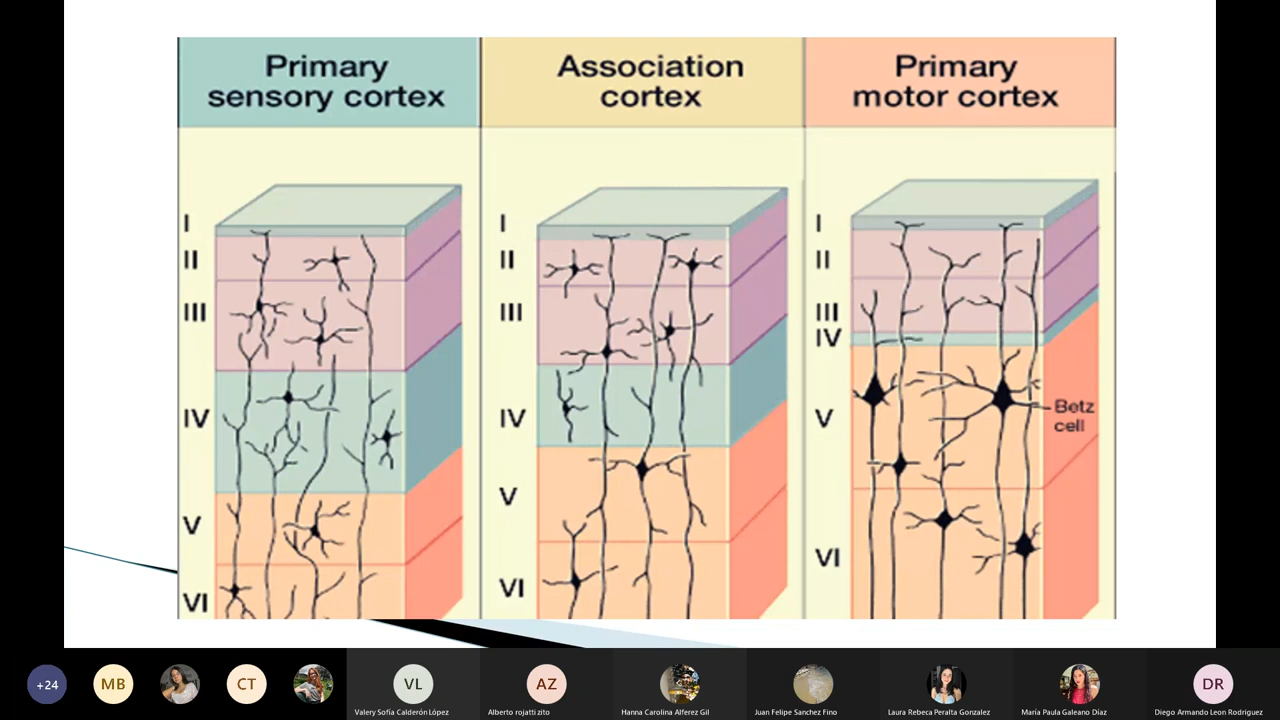 Primary
sensory cortex
Association
cortex
Primary
motor cortex
I
II
III
IV
V
VI
I
II
III
IV
V
VI
I
II
III
IV
V
VI
Betz
cell
+24
MB
CT
VL
AZ
DR
Valery Sofía Calderón López
Alberto rojatti zito
Hanna Carolina Alferez Gil
Juan Felipe Sanchez Fino
Laura Rebeca Peralta Gonzalez
María Paula Galeano Díaz
Diego Armando Leon Rodriguez